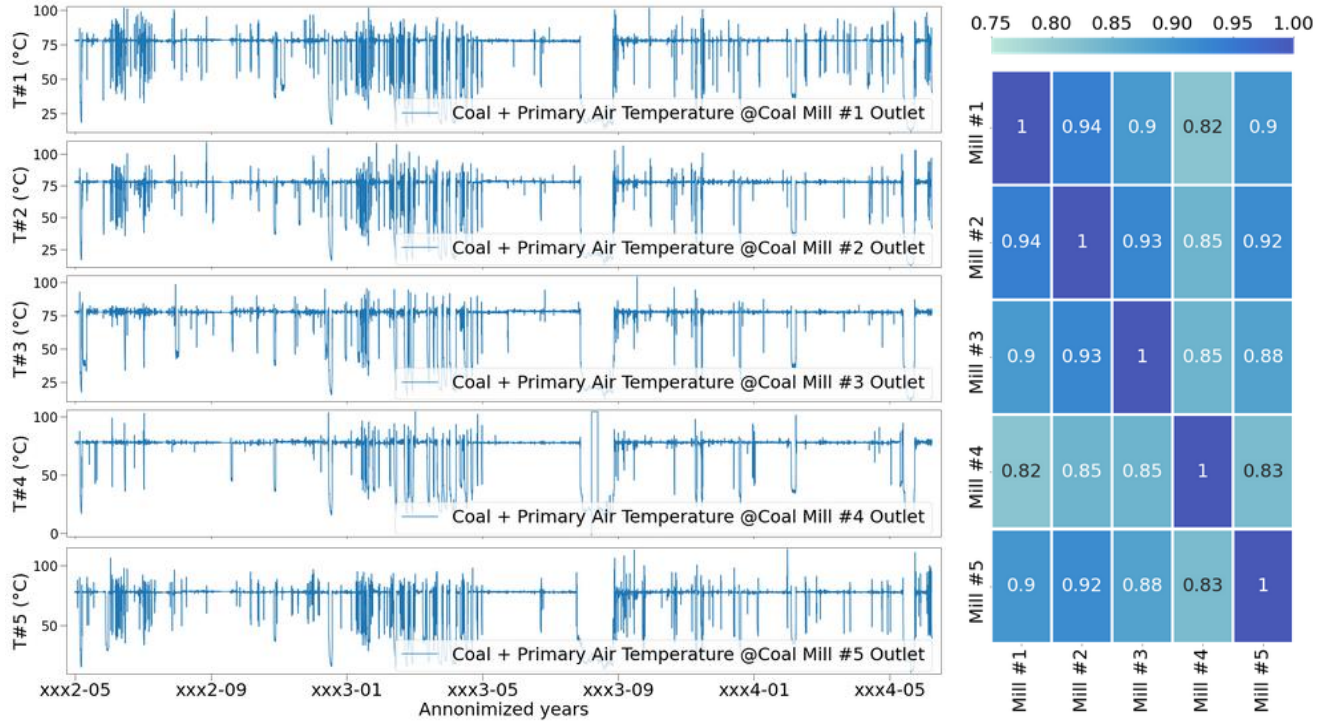 T#1 (°C)
100
75
50
25
Coal + Primary Air Temperature @Coal Mill #1 Outlet
T#2 (°C)
100
75
50
25
Coal + Primary Air Temperature @Coal Mill #2 Outlet
T#3 (°C)
100
75
50
25
Coal + Primary Air Temperature @Coal Mill #3 Outlet
T#4 (°C)
100
50
0
Coal + Primary Air Temperature @Coal Mill #4 Outlet
T#5 (°C)
100
50
Coal + Primary Air Temperature @Coal Mill #5 Outlet
xxx2-05 xxx2-09 xxx3-01 xxx3-05 xxx3-09 xxx4-01 xxx4-05
Annonimized years
0.75 0.80 0.85 0.90 0.95 1.00
Mill #1 1 0.94 0.9 0.82 0.9
Mill #2 0.94 1 0.93 0.85 0.92
Mill #3 0.9 0.93 1 0.85 0.88
Mill #4 0.82 0.85 0.85 1 0.83
Mill #5 0.9 0.92 0.88 0.83 1
Mill #1 Mill #2 Mill #3 Mill #4 Mill #5